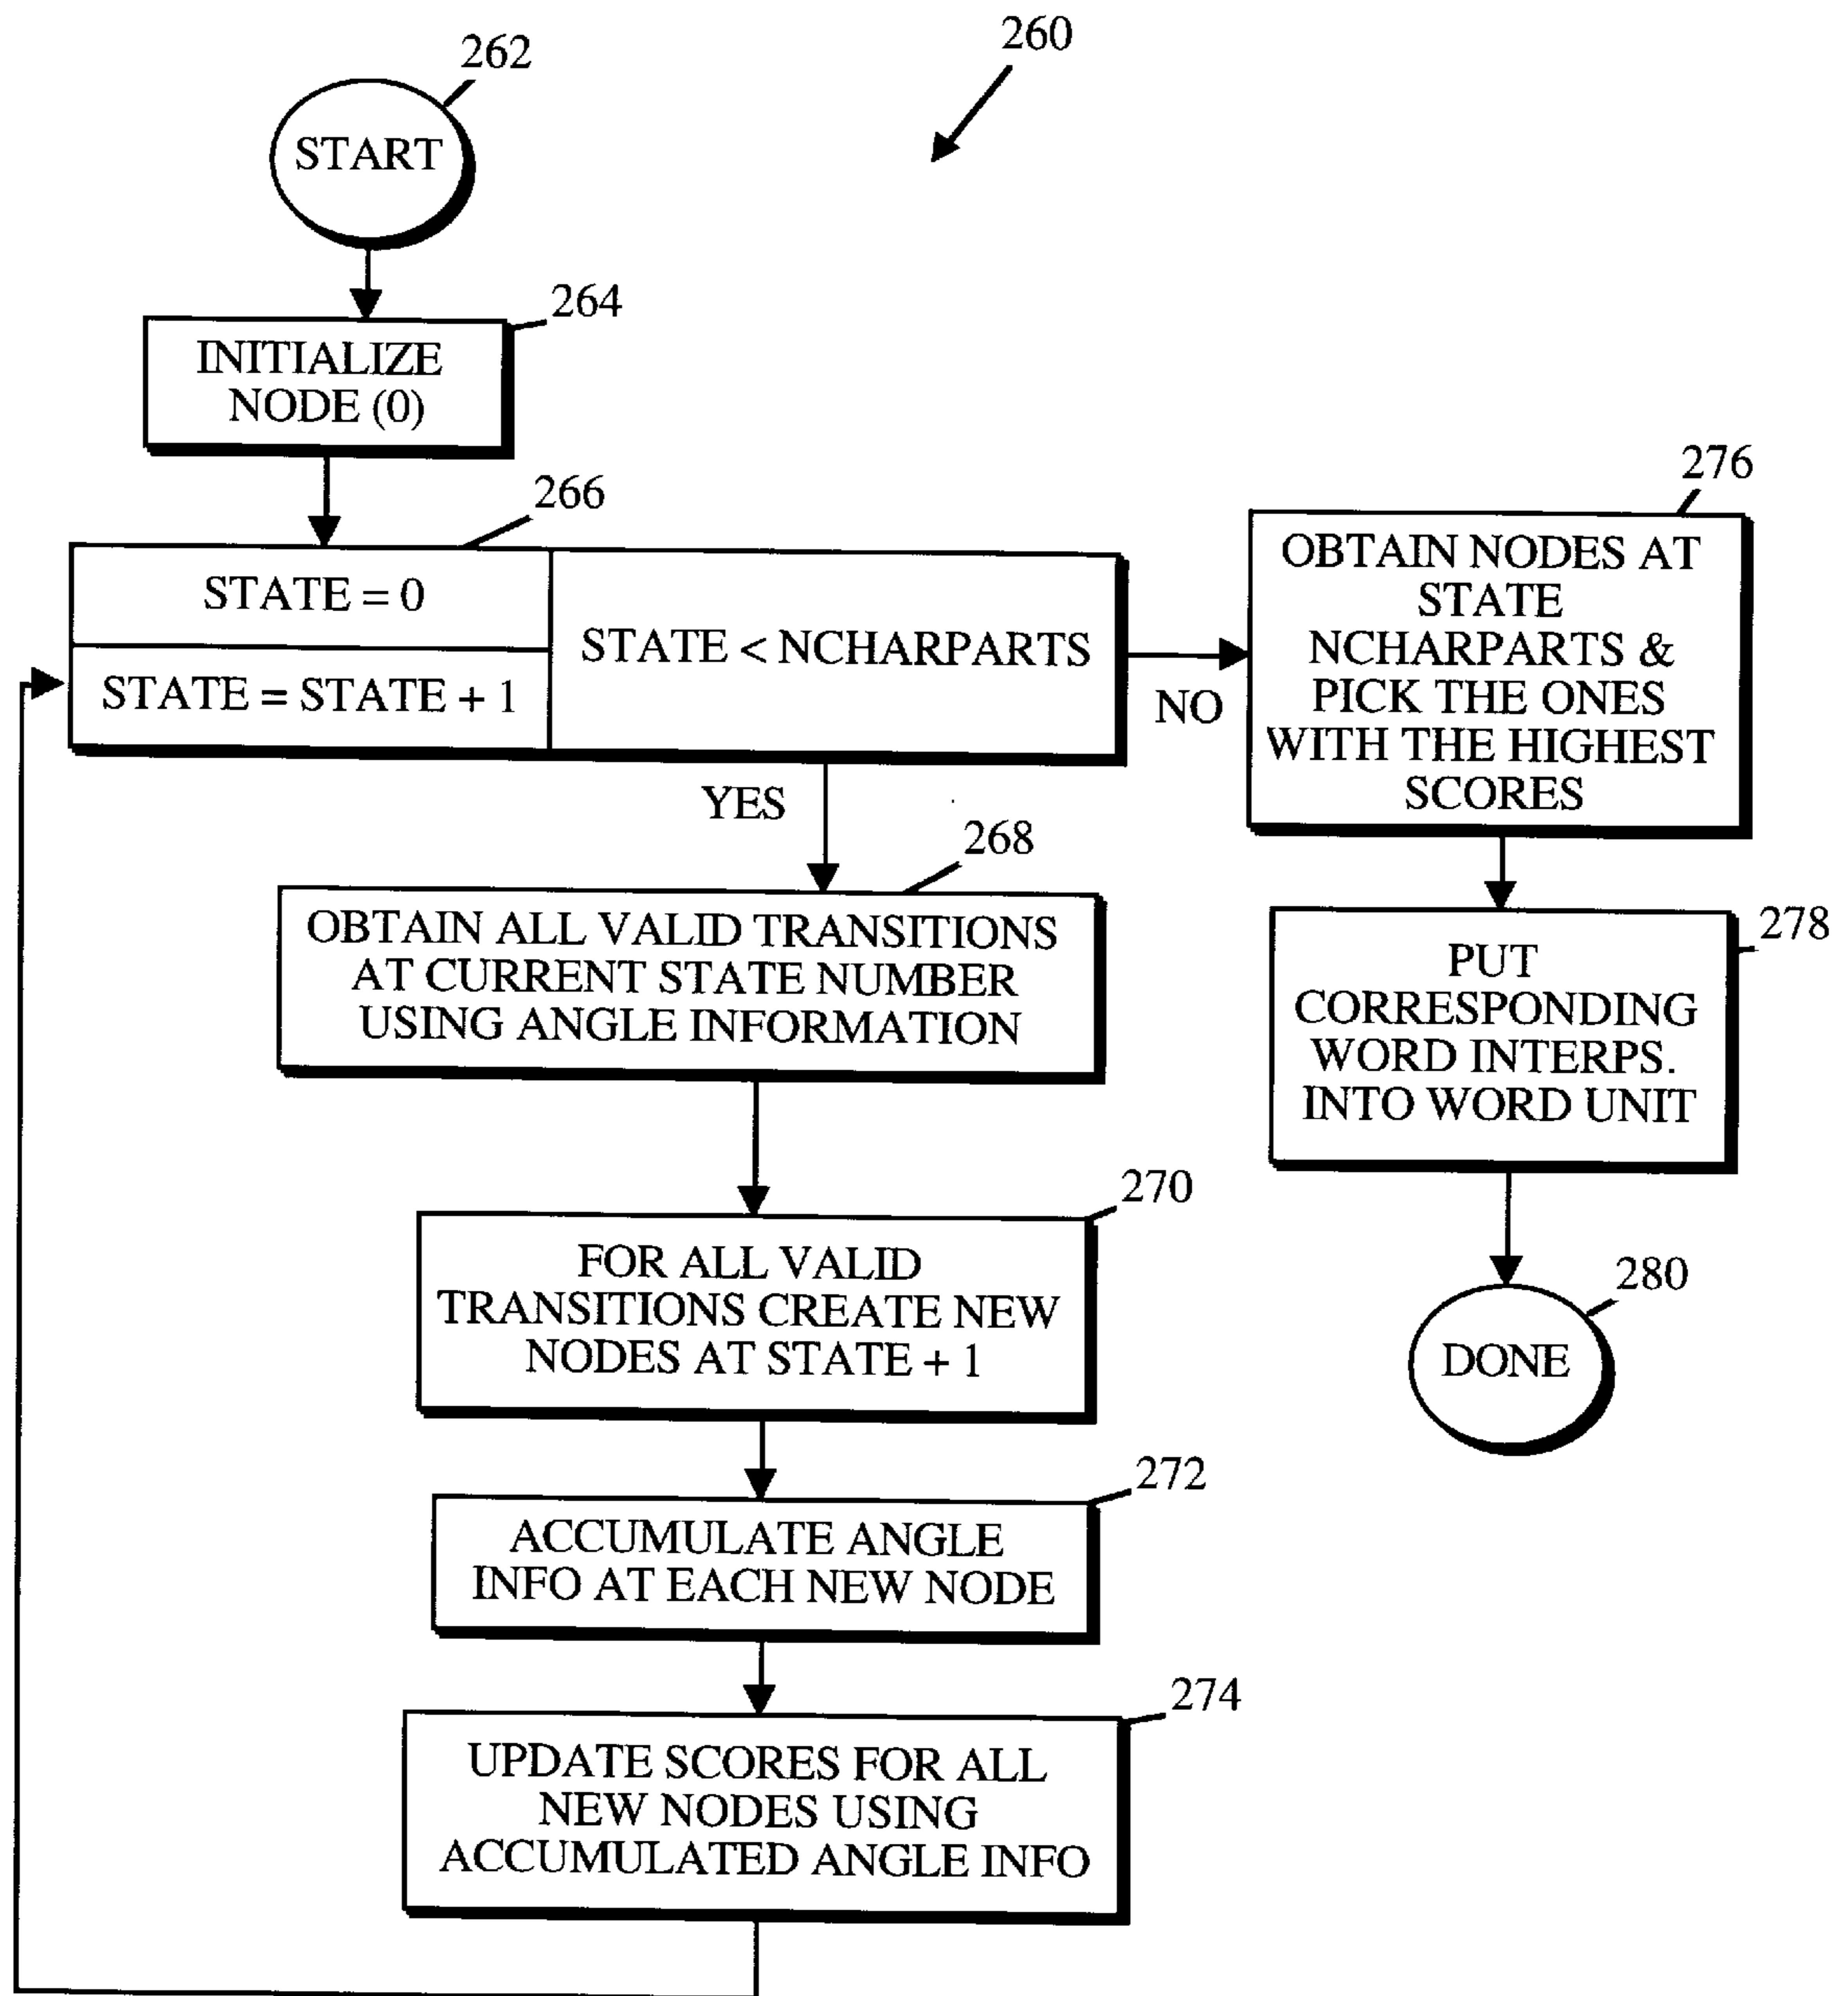 260
262
START
264
INITIALIZE
NODE (0)
266
STATE = 0
STATE = STATE + 1
STATE < NCHARPARTS
NO
YES
276
OBTAIN NODES AT
STATE
NCHARPARTS &
PICK THE ONES
WITH THE HIGHEST
SCORES
268
OBTAIN ALL VALID TRANSITIONS
AT CURRENT STATE NUMBER
USING ANGLE INFORMATION
278
PUT
CORRESPONDING
WORD INTERPS.
INTO WORD UNIT
270
FOR ALL VALID
TRANSITIONS CREATE NEW
NODES AT STATE + 1
280
DONE
272
ACCUMULATE ANGLE
INFO AT EACH NEW NODE
274
UPDATE SCORES FOR ALL
NEW NODES USING
ACCUMULATED ANGLE INFO